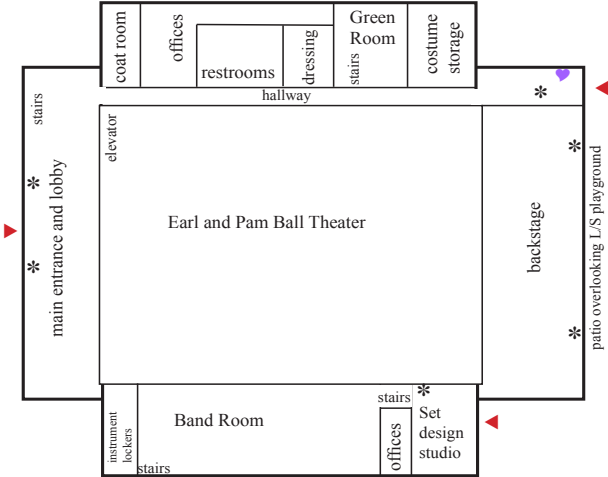 coat room
offices
restrooms
dressing
Green
Room
stairs
costume
storage
hallway
stairs
elevator
main entrance and lobby
*
*
Earl and Pam Ball Theater
backstage
*
*
*
patio overlooking L/S playground
instrument
lockers
Band Room
stairs
stairs
offices
*
Set
design
studio